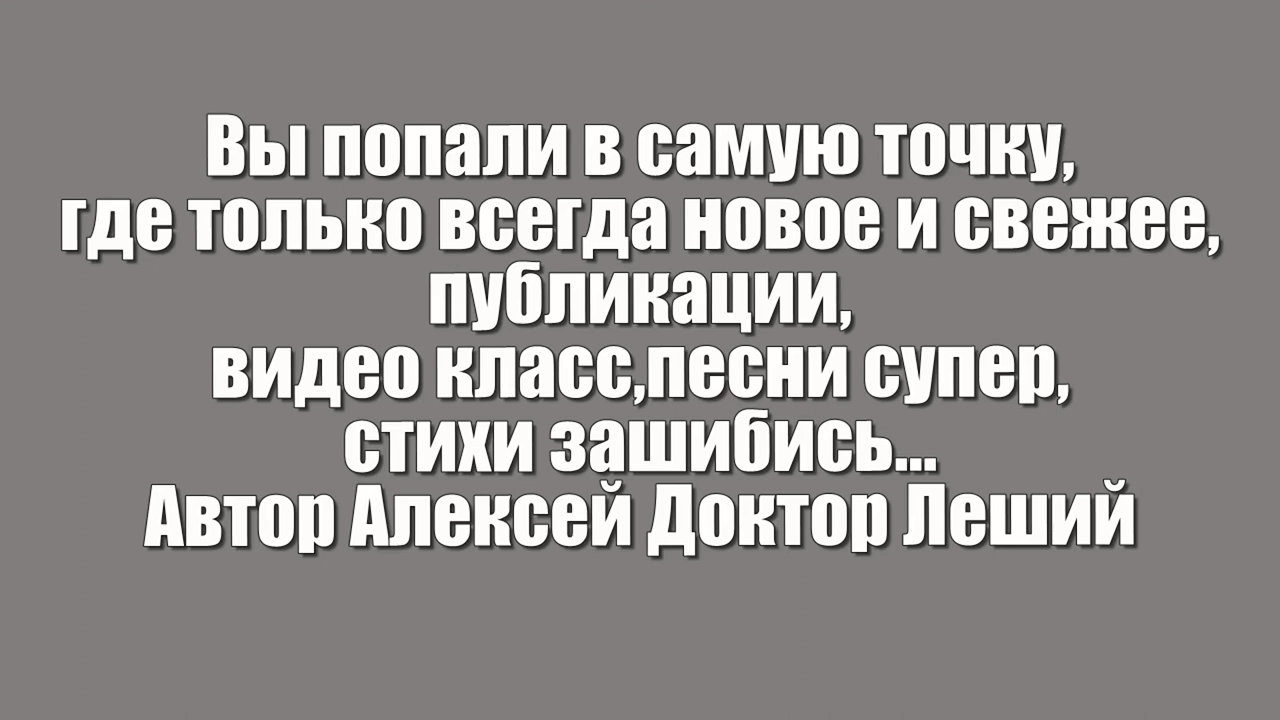 Вы попали в самую точку,
где только всегда новое и свежее,
публикации,
видео класс,песни супер,
стихи зашибись...
Автор Алексей Доктор Леший